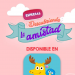 Descubriendo
la amistad
DISPONIBLE EN